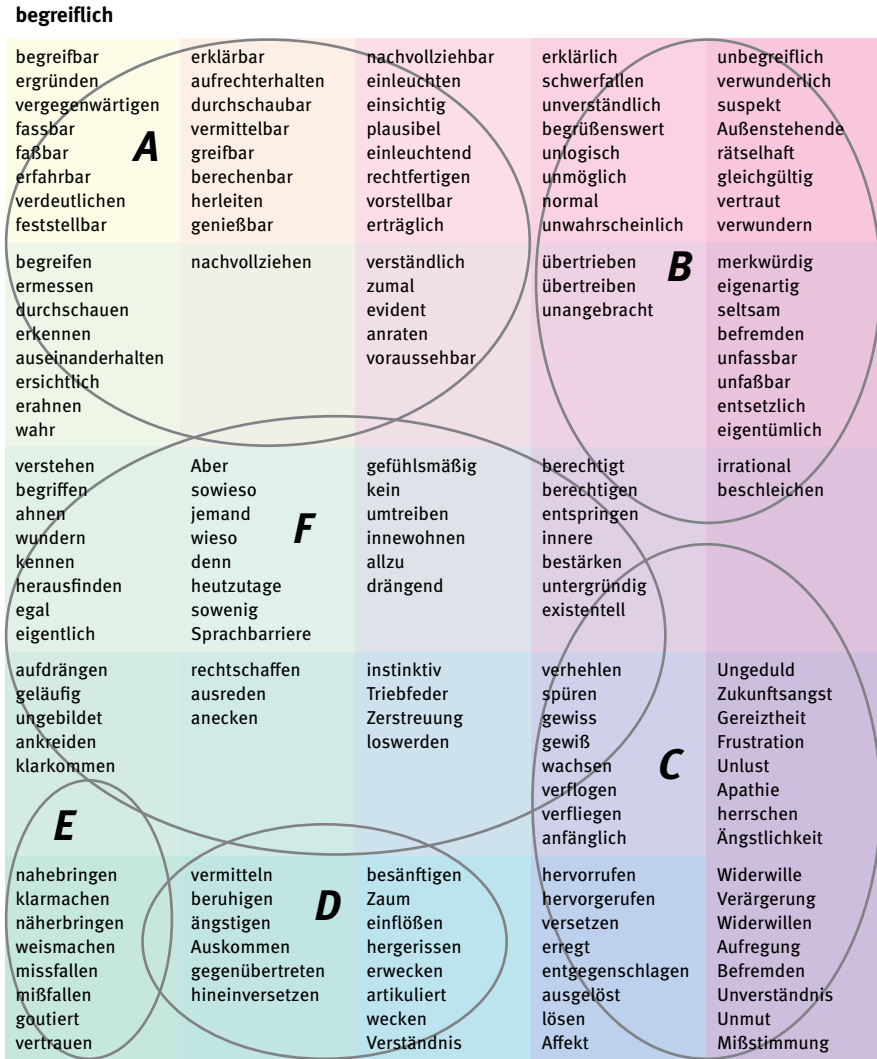 begreiflich
begreifbar
ergründen
vergegenwärtigen
fassbar
faßbar
erfahrbar
verdeutlichen
feststellbar
A
erklärbar
aufrechterhalten
durchschaubar
vermittelbar
greifbar
berechenbar
herleiten
genießbar
nachvollziehbar
einleuchten
einsichtig
plausibel
einleuchtend
rechtfertigen
vorstellbar
erträglich
erklärlich
schwerfallen
unverständlich
begrüßenswert
unlogisch
unmöglich
normal
unwahrscheinlich
unbegreiflich
verwunderlich
suspekt
Außenstehende
rätselhaft
gleichgültig
vertraut
verwundern
begreifen
ermessen
durchschauen
erkennen
auseinanderhalten
ersichtlich
erahnen
wahr
nachvollziehen
verständlich
zumal
evident
anraten
voraussehbar
übertrieben
übertreiben
unangebracht
B
merkwürdig
eigenartig
seltsam
befremden
unfassbar
unfaßbar
entsetzlich
eigentümlich
verstehen
begriffen
ahnen
wundern
kennen
herausfinden
egal
eigentlich
Aber
sowieso
jemand
wieso
denn
heutzutage
sowenig
Sprachbarriere
F
gefühlsmäßig
kein
umtreiben
innewohnen
allzu
drängend
berechtigt
berechtigen
entspringen
innere
bestärken
untergründig
existentell
irrational
beschleichen
aufdrängen
geläufig
ungebildet
ankreiden
klarkommen
E
rechtschaffen
ausreden
anecken
instinktiv
Triebfeder
Zerstreuung
loswerden
verhehlen
spüren
gewiss
gewiß
wachsen
verflogen
verfliegen
anfänglich
C
Ungeduld
Zukunftsangst
Gereiztheit
Frustration
Unlust
Apathie
herrschen
Ängstlichkeit
nahebringen
klarmachen
näherbringen
weismachen
missfallen
mißfallen
goutiert
vertrauen
vermitteln
beruhigen
ängstigen
Auskommen
gegenübertreten
hineinversetzen
D
besänftigen
Zaum
einflößen
hergerissen
erwecken
artikuliert
wecken
Verständnis
hervorrufen
hervorgerufen
versetzen
erregt
entgegenschlagen
ausgelöst
lösen
Affekt
Widerwille
Verärgerung
Widerwillen
Aufregung
Befremden
Unverständnis
Unmut
Mißstimmung